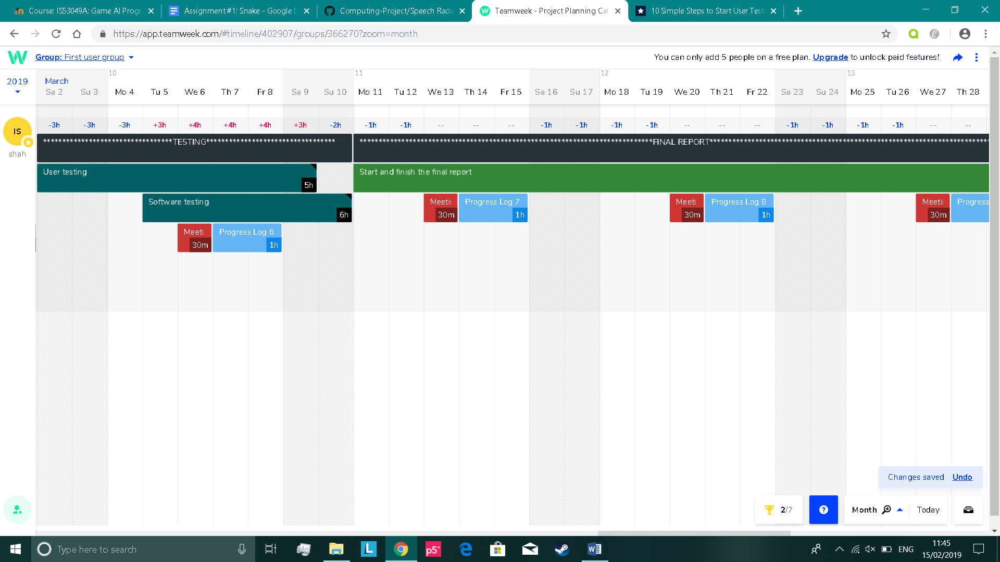 Course: IS53049A: Game AI Progr
Assignment #1: Snake - Google D
Computing-Project/Speech Rada
Teamweek - Project Planning Cal
10 Simple Steps to Start User Testi
https://app.teamweek.com/#timeline/402907/groups/366270?zoom=month
Group: First user group
You can only add 5 people on a free plan. Upgrade to unlock paid features!
10 11 12 13
2019 March
Sa 2 Su 3 Mo 4 Tu 5 We 6 Th 7 Fr 8 Sa 9 Su 10 Mo 11 Tu 12 We 13 Th 14 Fr 15 Sa 16 Su 17 Mo 18 Tu 19 We 20 Th 21 Fr 22 Sa 23 Su 24 Mo 25 Tu 26 We 27 Th 28
IS
shah
-3h -3h -3h +3h +4h +4h +4h +3h -2h -1h -1h -- -- -- -1h -1h -1h -1h -- -- -- -1h -1h -1h -1h -- --
**********************************TESTING********************************** *****************************************************************************FINAL REPORT*************************************************************************
User testing
5h
Start and finish the final report
Software testing
6h
Meetii
30m
Progress Log 7
1h
Meeti
30m
Progress Log 8
1h
Meetii
30m
Progress
Meeti
30m
Progress Log 6
1h
Changes saved Undo
2/7
?
Month
Today
Type here to search
L
p5*
ENG
11:45
15/02/2019